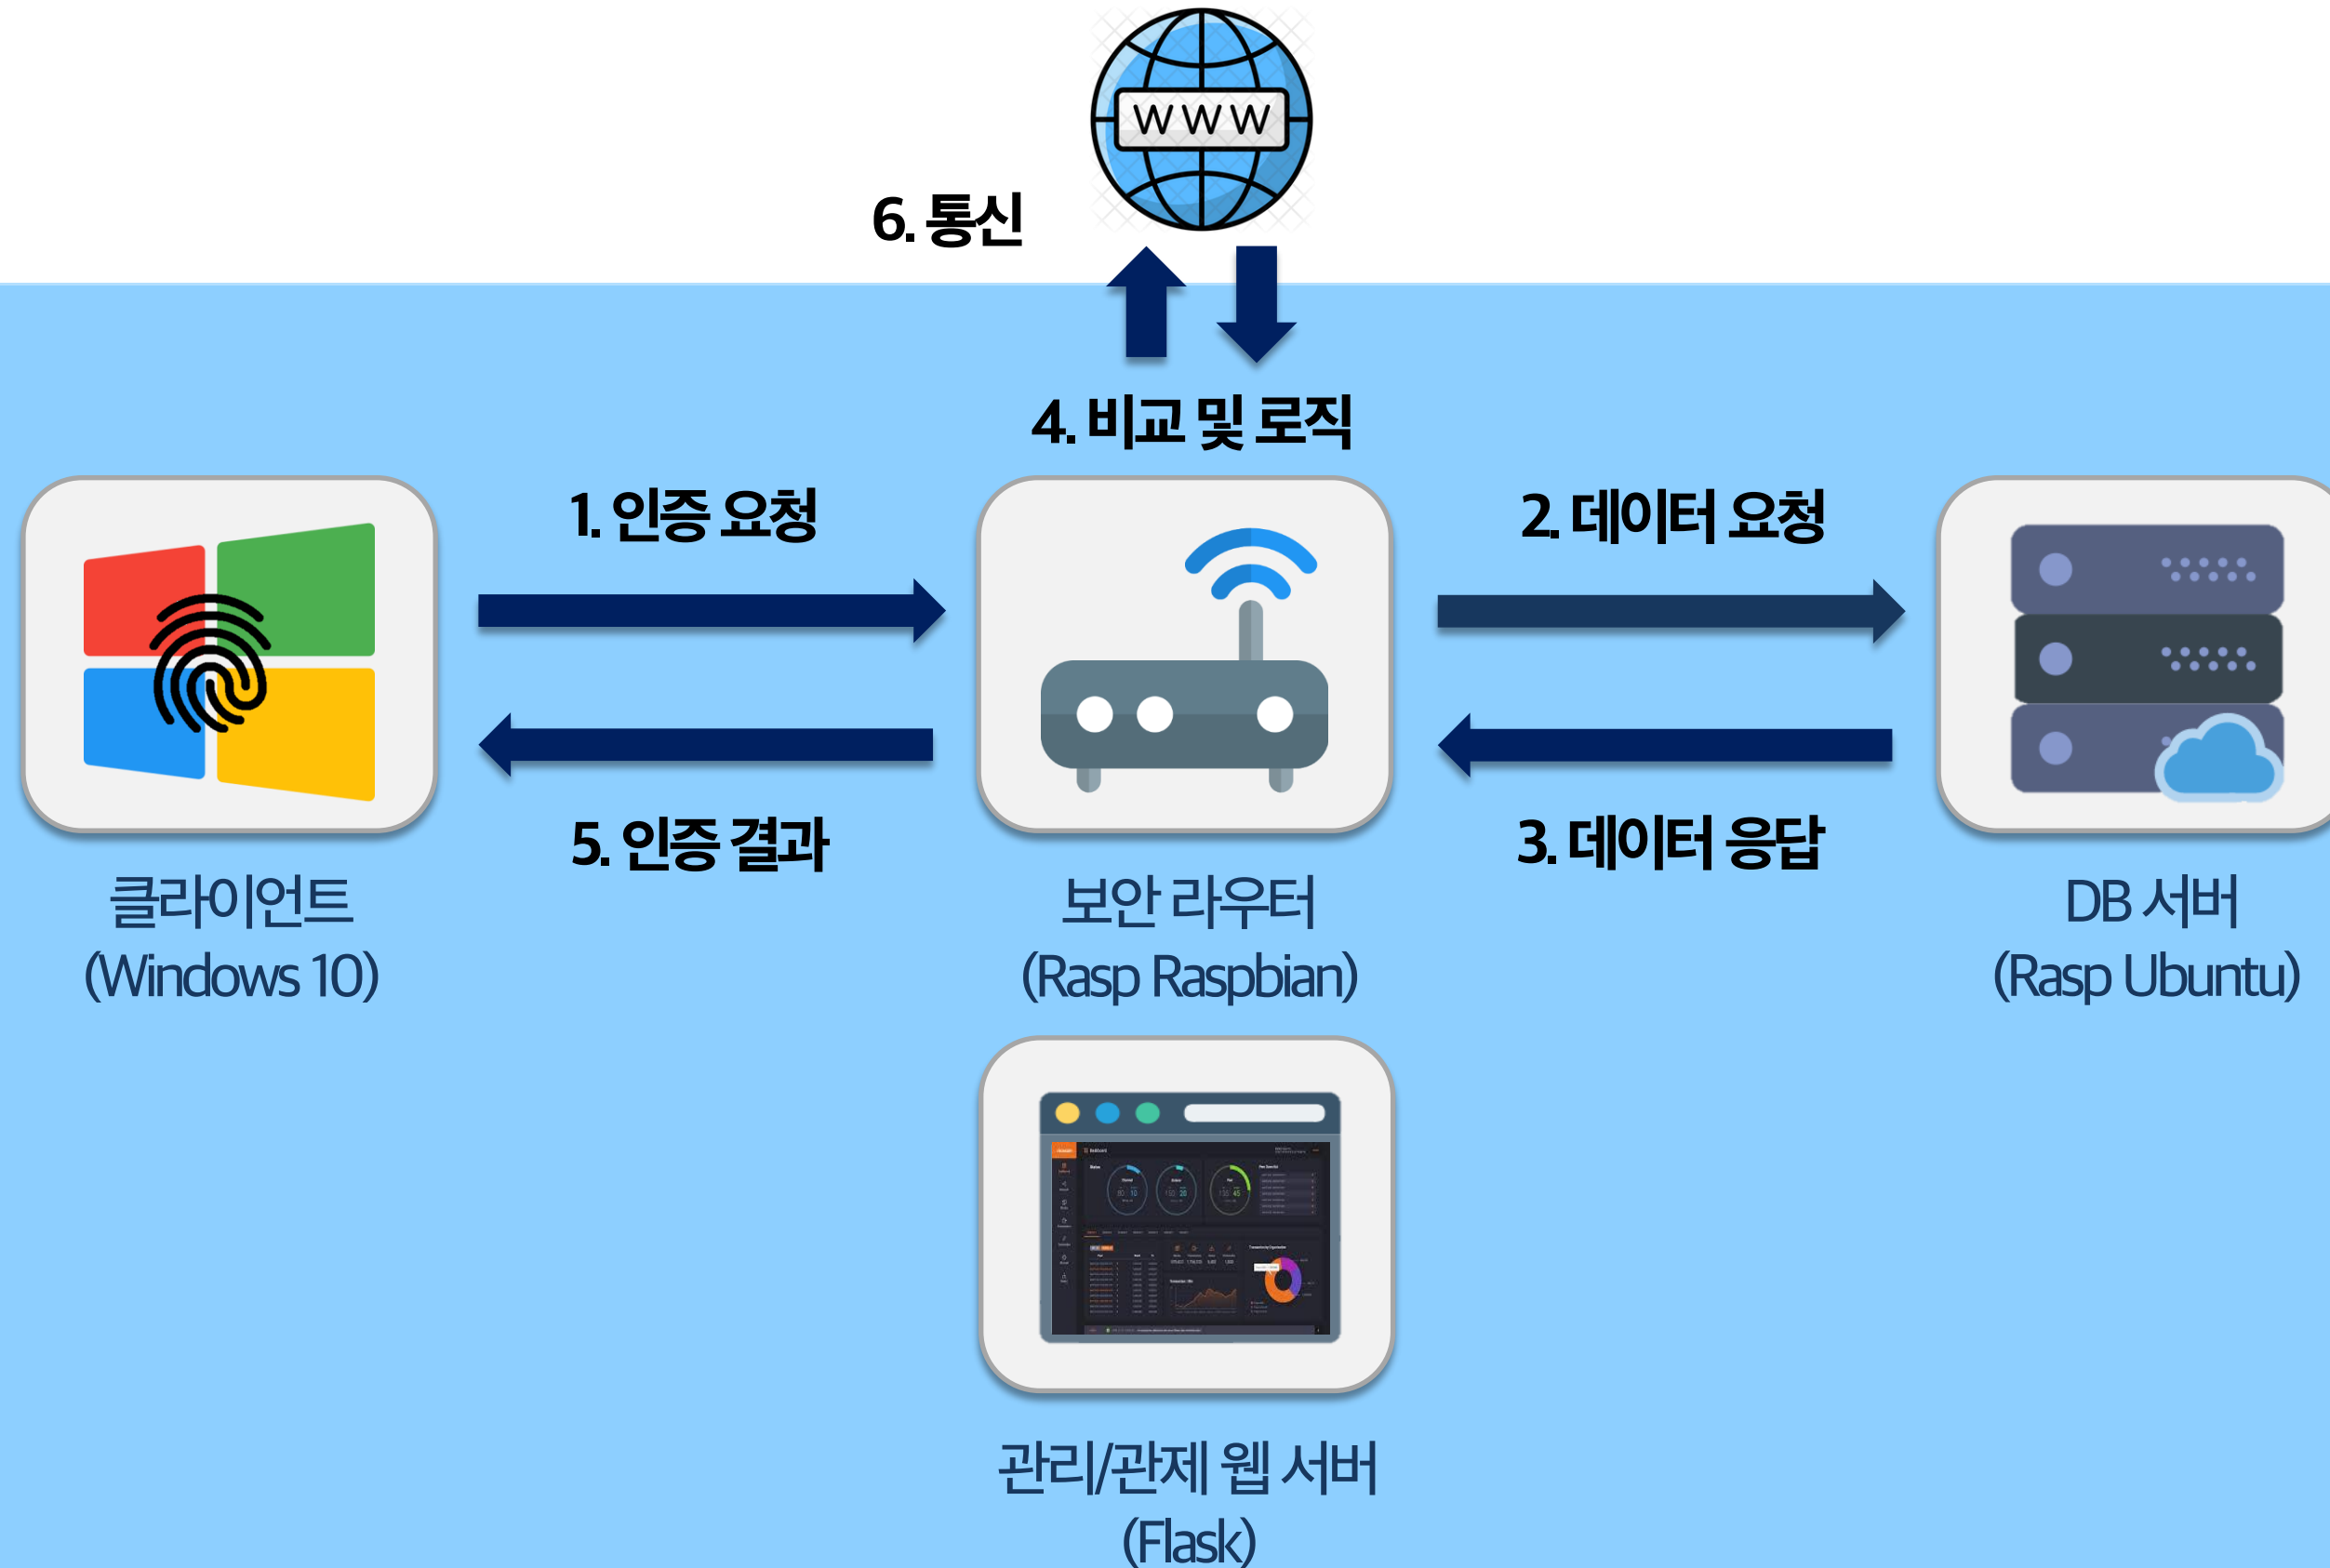 WWW
6. 통신
4. 비교 및 로직
1. 인증 요청
2. 데이터 요청
5. 인증 결과
3. 데이터 응답
클라이언트
(Windows 10)
보안 라우터
(Rasp Raspbian)
DB 서버
(Rasp Ubuntu)
관리/관제 웹 서버
(Flask)